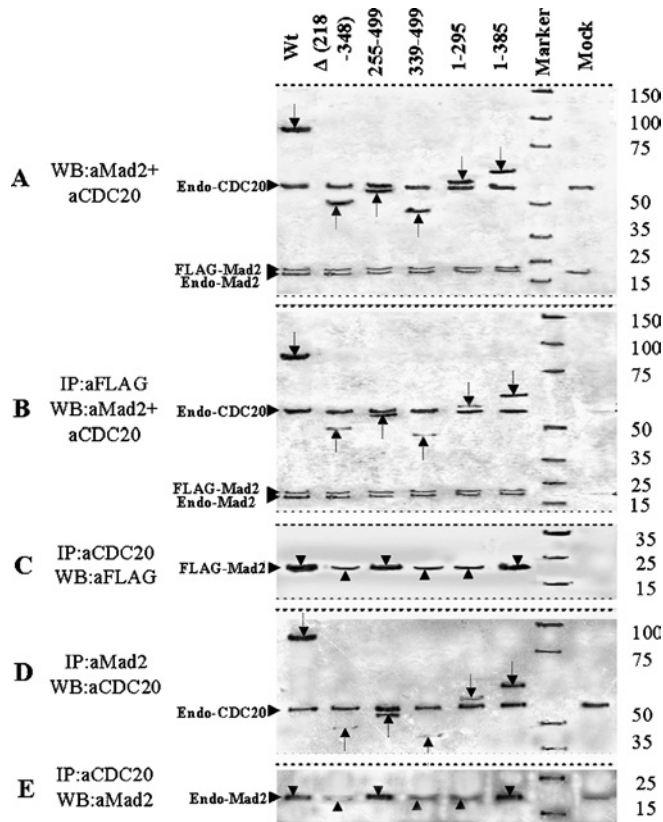 Wt
Δ (218
-348)
255-499
339-499
1-295
1-385
Marker
Mock
A
WB:aMad2+
aCDC20
Endo-CDC20
FLAG-Mad2
Endo-Mad2
150
100
75
50
35
25
15
B
IP:aFLAG
WB:aMad2+
aCDC20
Endo-CDC20
FLAG-Mad2
Endo-Mad2
150
100
75
50
35
25
15
C
IP:aCDC20
WB:aFLAG
FLAG-Mad2
35
25
15
D
IP:aMad2
WB:aCDC20
Endo-CDC20
100
75
50
35
E
IP:aCDC20
WB:aMad2
Endo-Mad2
25
15